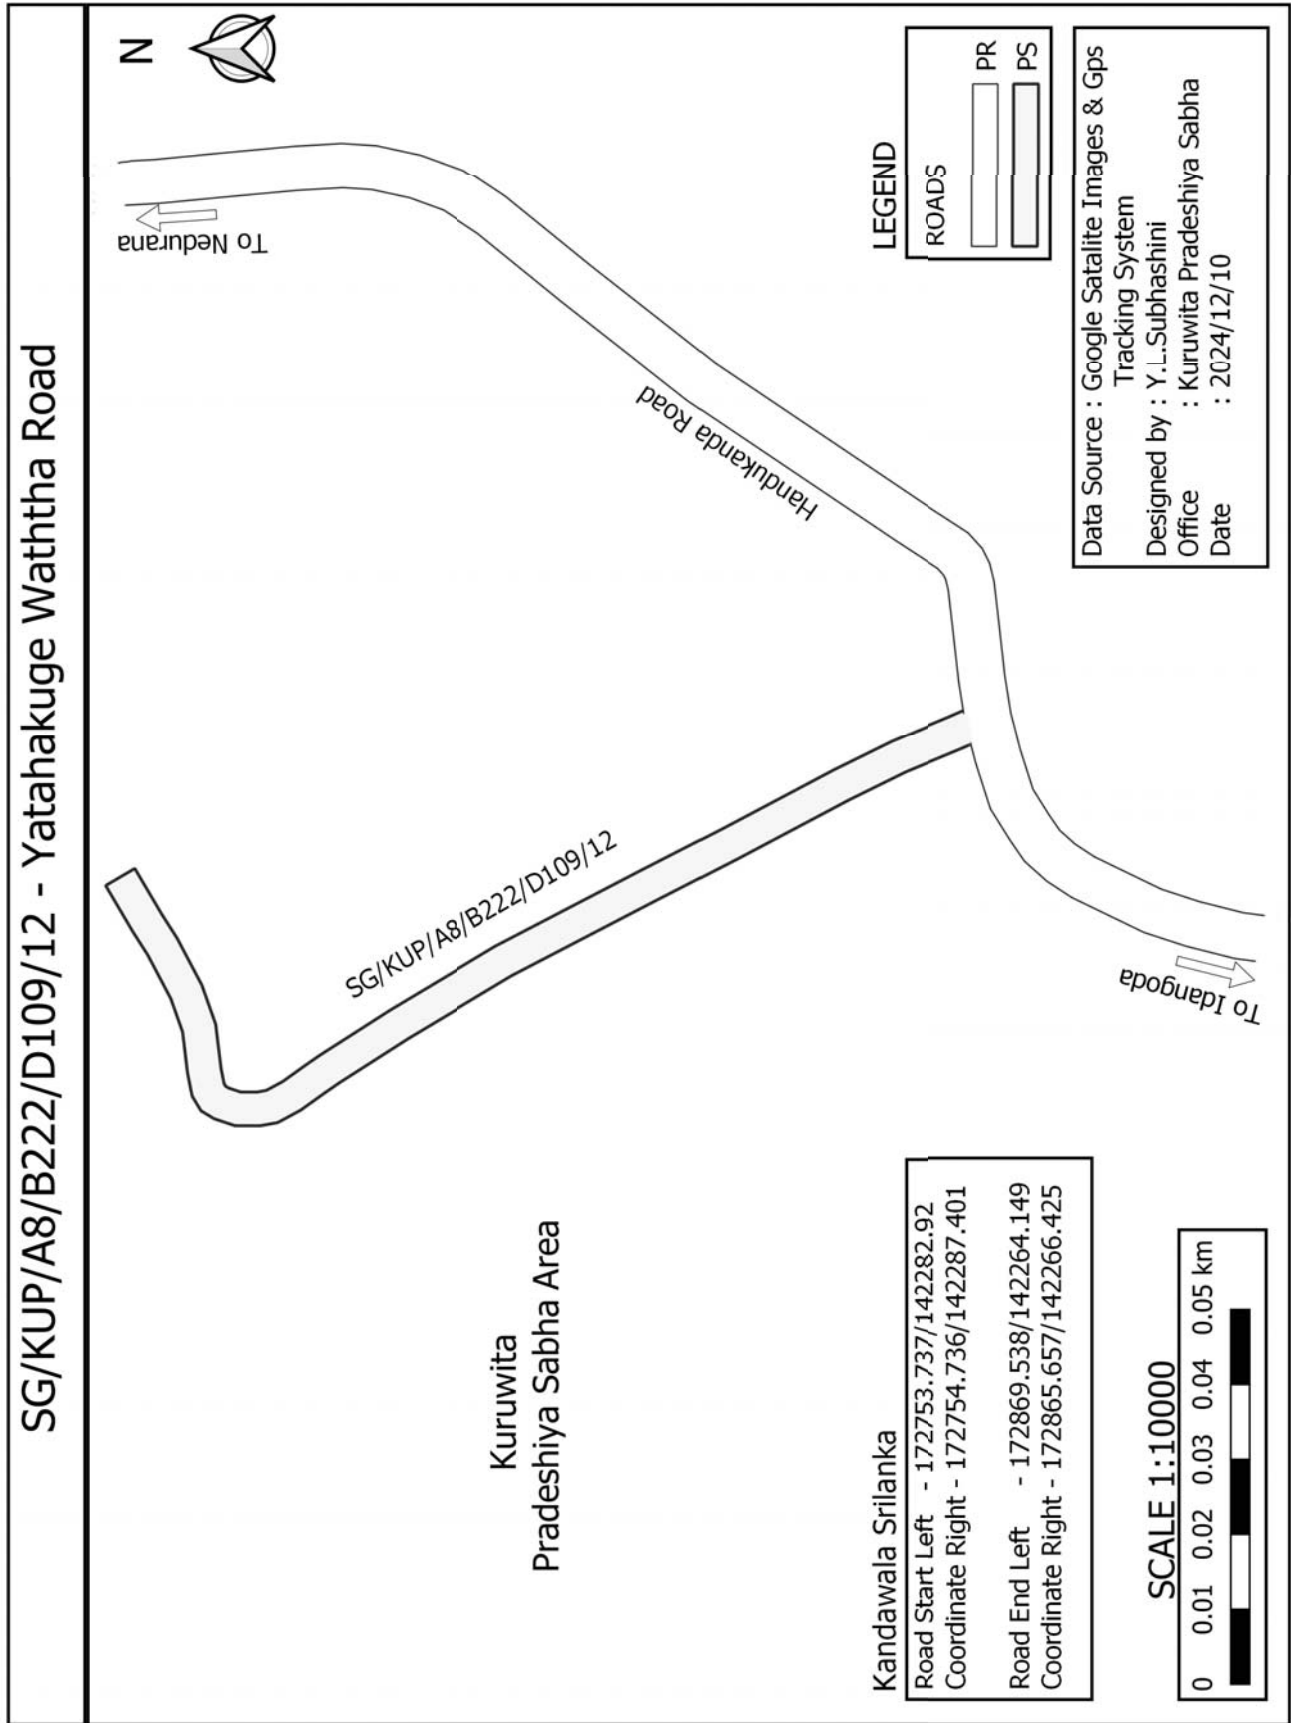 SG/KUP/A8/B222/D109/12 - Yatahakuge Waththa Road
N
To Nedurana
Handukanda Road
SG/KUP/A8/B222/D109/12
To Idangoda
Kuruwita
Pradeshiya Sabha Area
LEGEND
ROADS
PR
PS
Kandawala Srilanka
Road Start Left - 172753.737/142282.92
Coordinate Right - 172754.736/142287.401
Road End Left - 172869.538/142264.149
Coordinate Right - 172865.657/142266.425
SCALE 1:10000
0 0.01 0.02 0.03 0.04 0.05 km
Data Source : Google Satalite Images & Gps
Tracking System
Designed by : Y.L.Subhashini
Office : Kuruwita Pradeshiya Sabha
Date : 2024/12/10